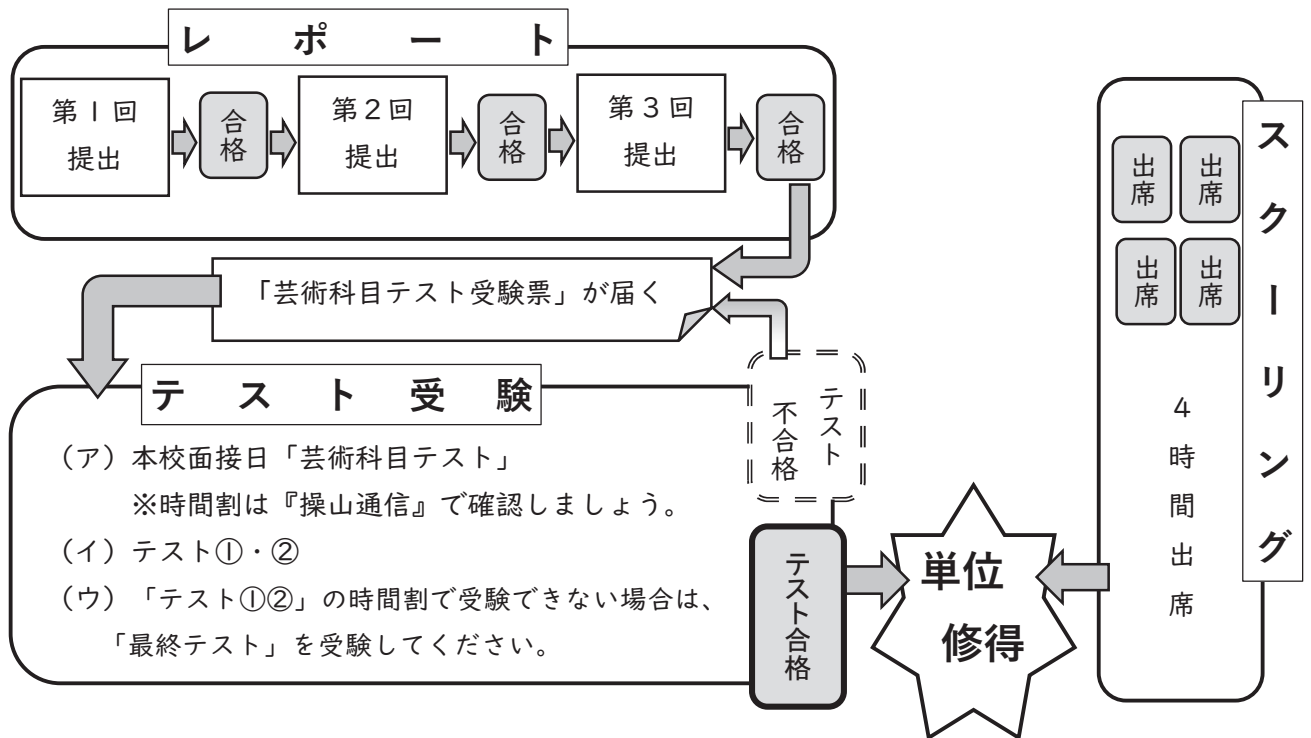 レポート
第1回
提出
合格
第2回
提出
合格
第3回
提出
合格
「芸術科目テスト受験票」が届く
テスト受験
(ア)本校面接日「芸術科目テスト」
※時間割は『操山通信』で確認しましょう。
(イ)テスト①・②
(ウ)「テスト①②」の時間割で受験できない場合は、
「最終テスト」を受験してください。
テスト
不合格
テスト合格
単位
修得
スクーリング
出席
出席
出席
出席
4時間出席